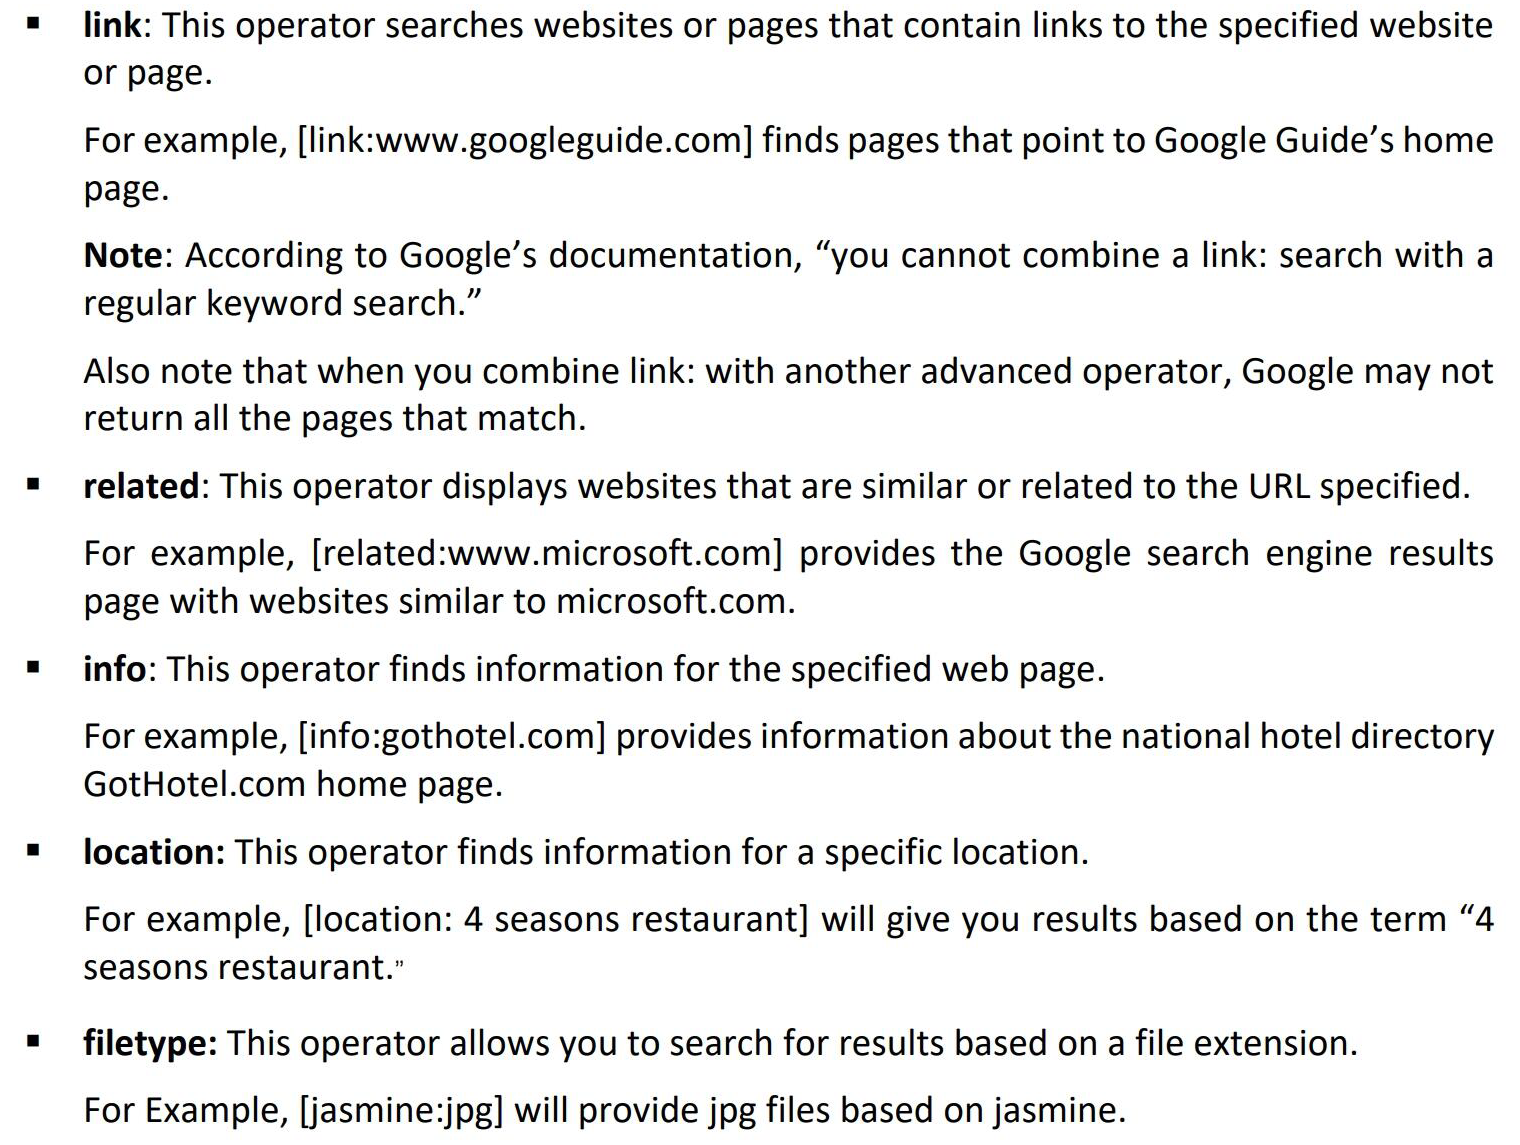 ▪ link: This operator searches websites or pages that contain links to the specified website
or page.
For example, [link:www.googleguide.com] finds pages that point to Google Guide’s home
page.
Note: According to Google’s documentation, “you cannot combine a link: search with a
regular keyword search.”
Also note that when you combine link: with another advanced operator, Google may not
return all the pages that match.
▪ related: This operator displays websites that are similar or related to the URL specified.
For example, [related:www.microsoft.com] provides the Google search engine results
page with websites similar to microsoft.com.
▪ info: This operator finds information for the specified web page.
For example, [info:gothotel.com] provides information about the national hotel directory
GotHotel.com home page.
▪ location: This operator finds information for a specific location.
For example, [location: 4 seasons restaurant] will give you results based on the term “4
seasons restaurant.”
▪ filetype: This operator allows you to search for results based on a file extension.
For Example, [jasmine:jpg] will provide jpg files based on jasmine.